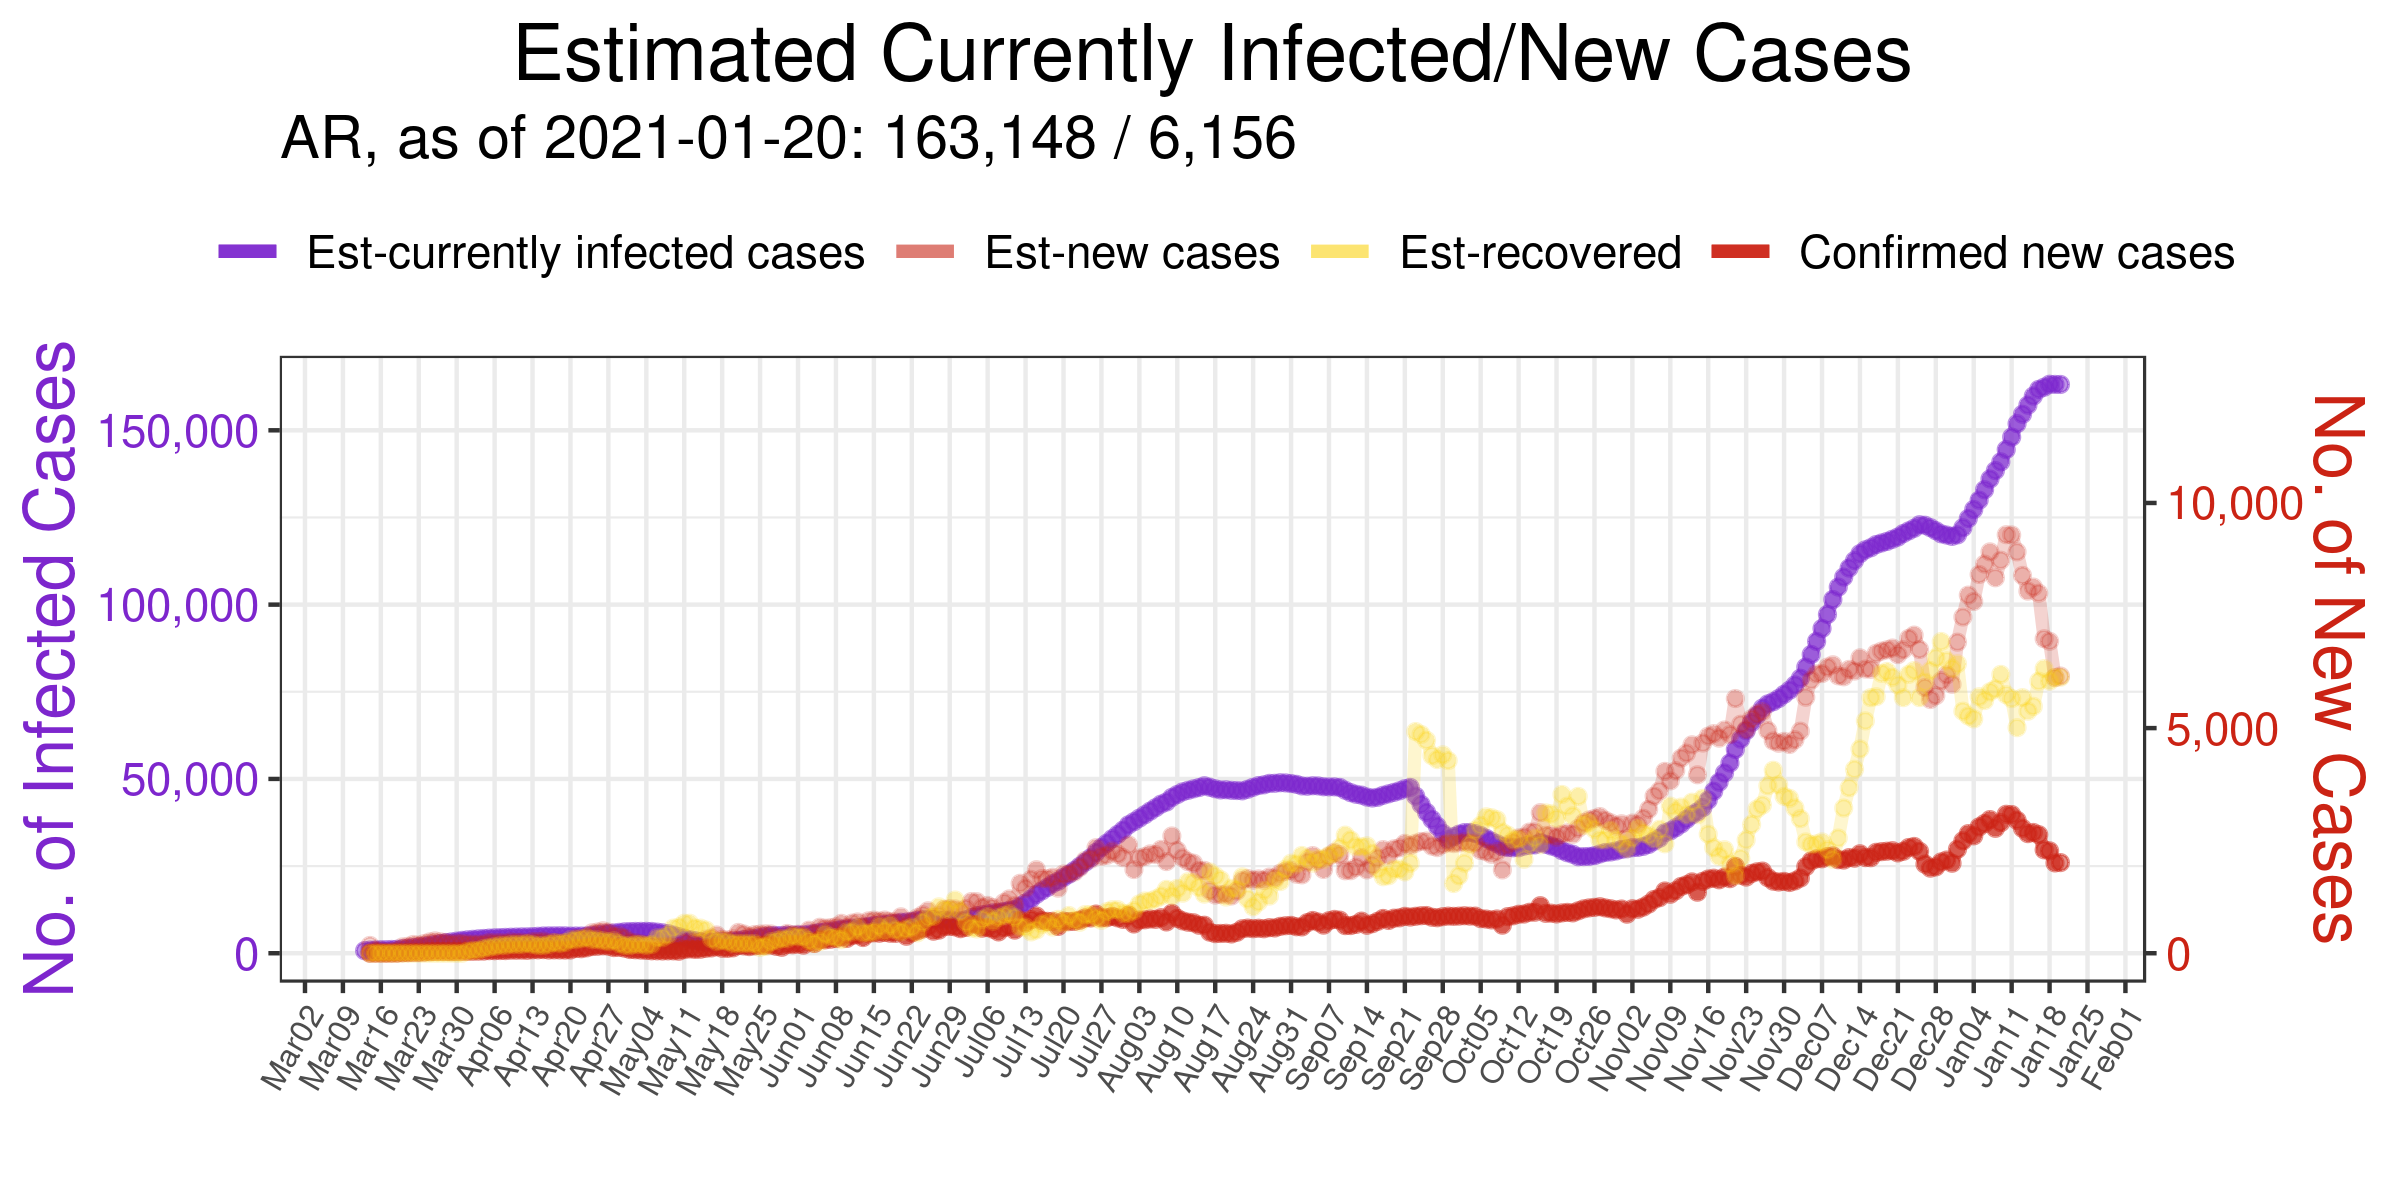 Estimated Currently Infected/New Cases
AR, as of 2021-01-20: 163,148 / 6,156
Est-currently infected cases Est-new cases Est-recovered Confirmed new cases
No. of Infected Cases
150,000
100,000
50,000
0
10,000
5,000
0
No. of New Cases
Mar02 Mar09 Mar16 Mar23 Mar30 Apr06 Apr13 Apr20 Apr27 May04 May11 May18 May25 Jun01 Jun08 Jun15 Jun22 Jun29 Jul06 Jul13 Jul20 Jul27 Aug03 Aug10 Aug17 Aug24 Aug31 Sep07 Sep14 Sep21 Sep28 Oct05 Oct12 Oct19 Oct26 Nov02 Nov09 Nov16 Nov23 Nov30 Dec07 Dec14 Dec21 Dec28 Jan04 Jan11 Jan18 Jan25 Feb01